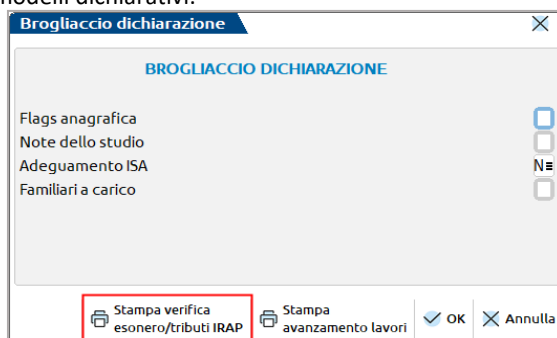 Brogliaccio dichiarazione
BROGLIACCIO DICHIARAZIONE
Flags anagrafica
Note dello studio
Adeguamento ISA N
Familiari a carico
Stampa verifica
esonero/tributi IRAP
Stampa
avanzamento lavori
OK
Annulla